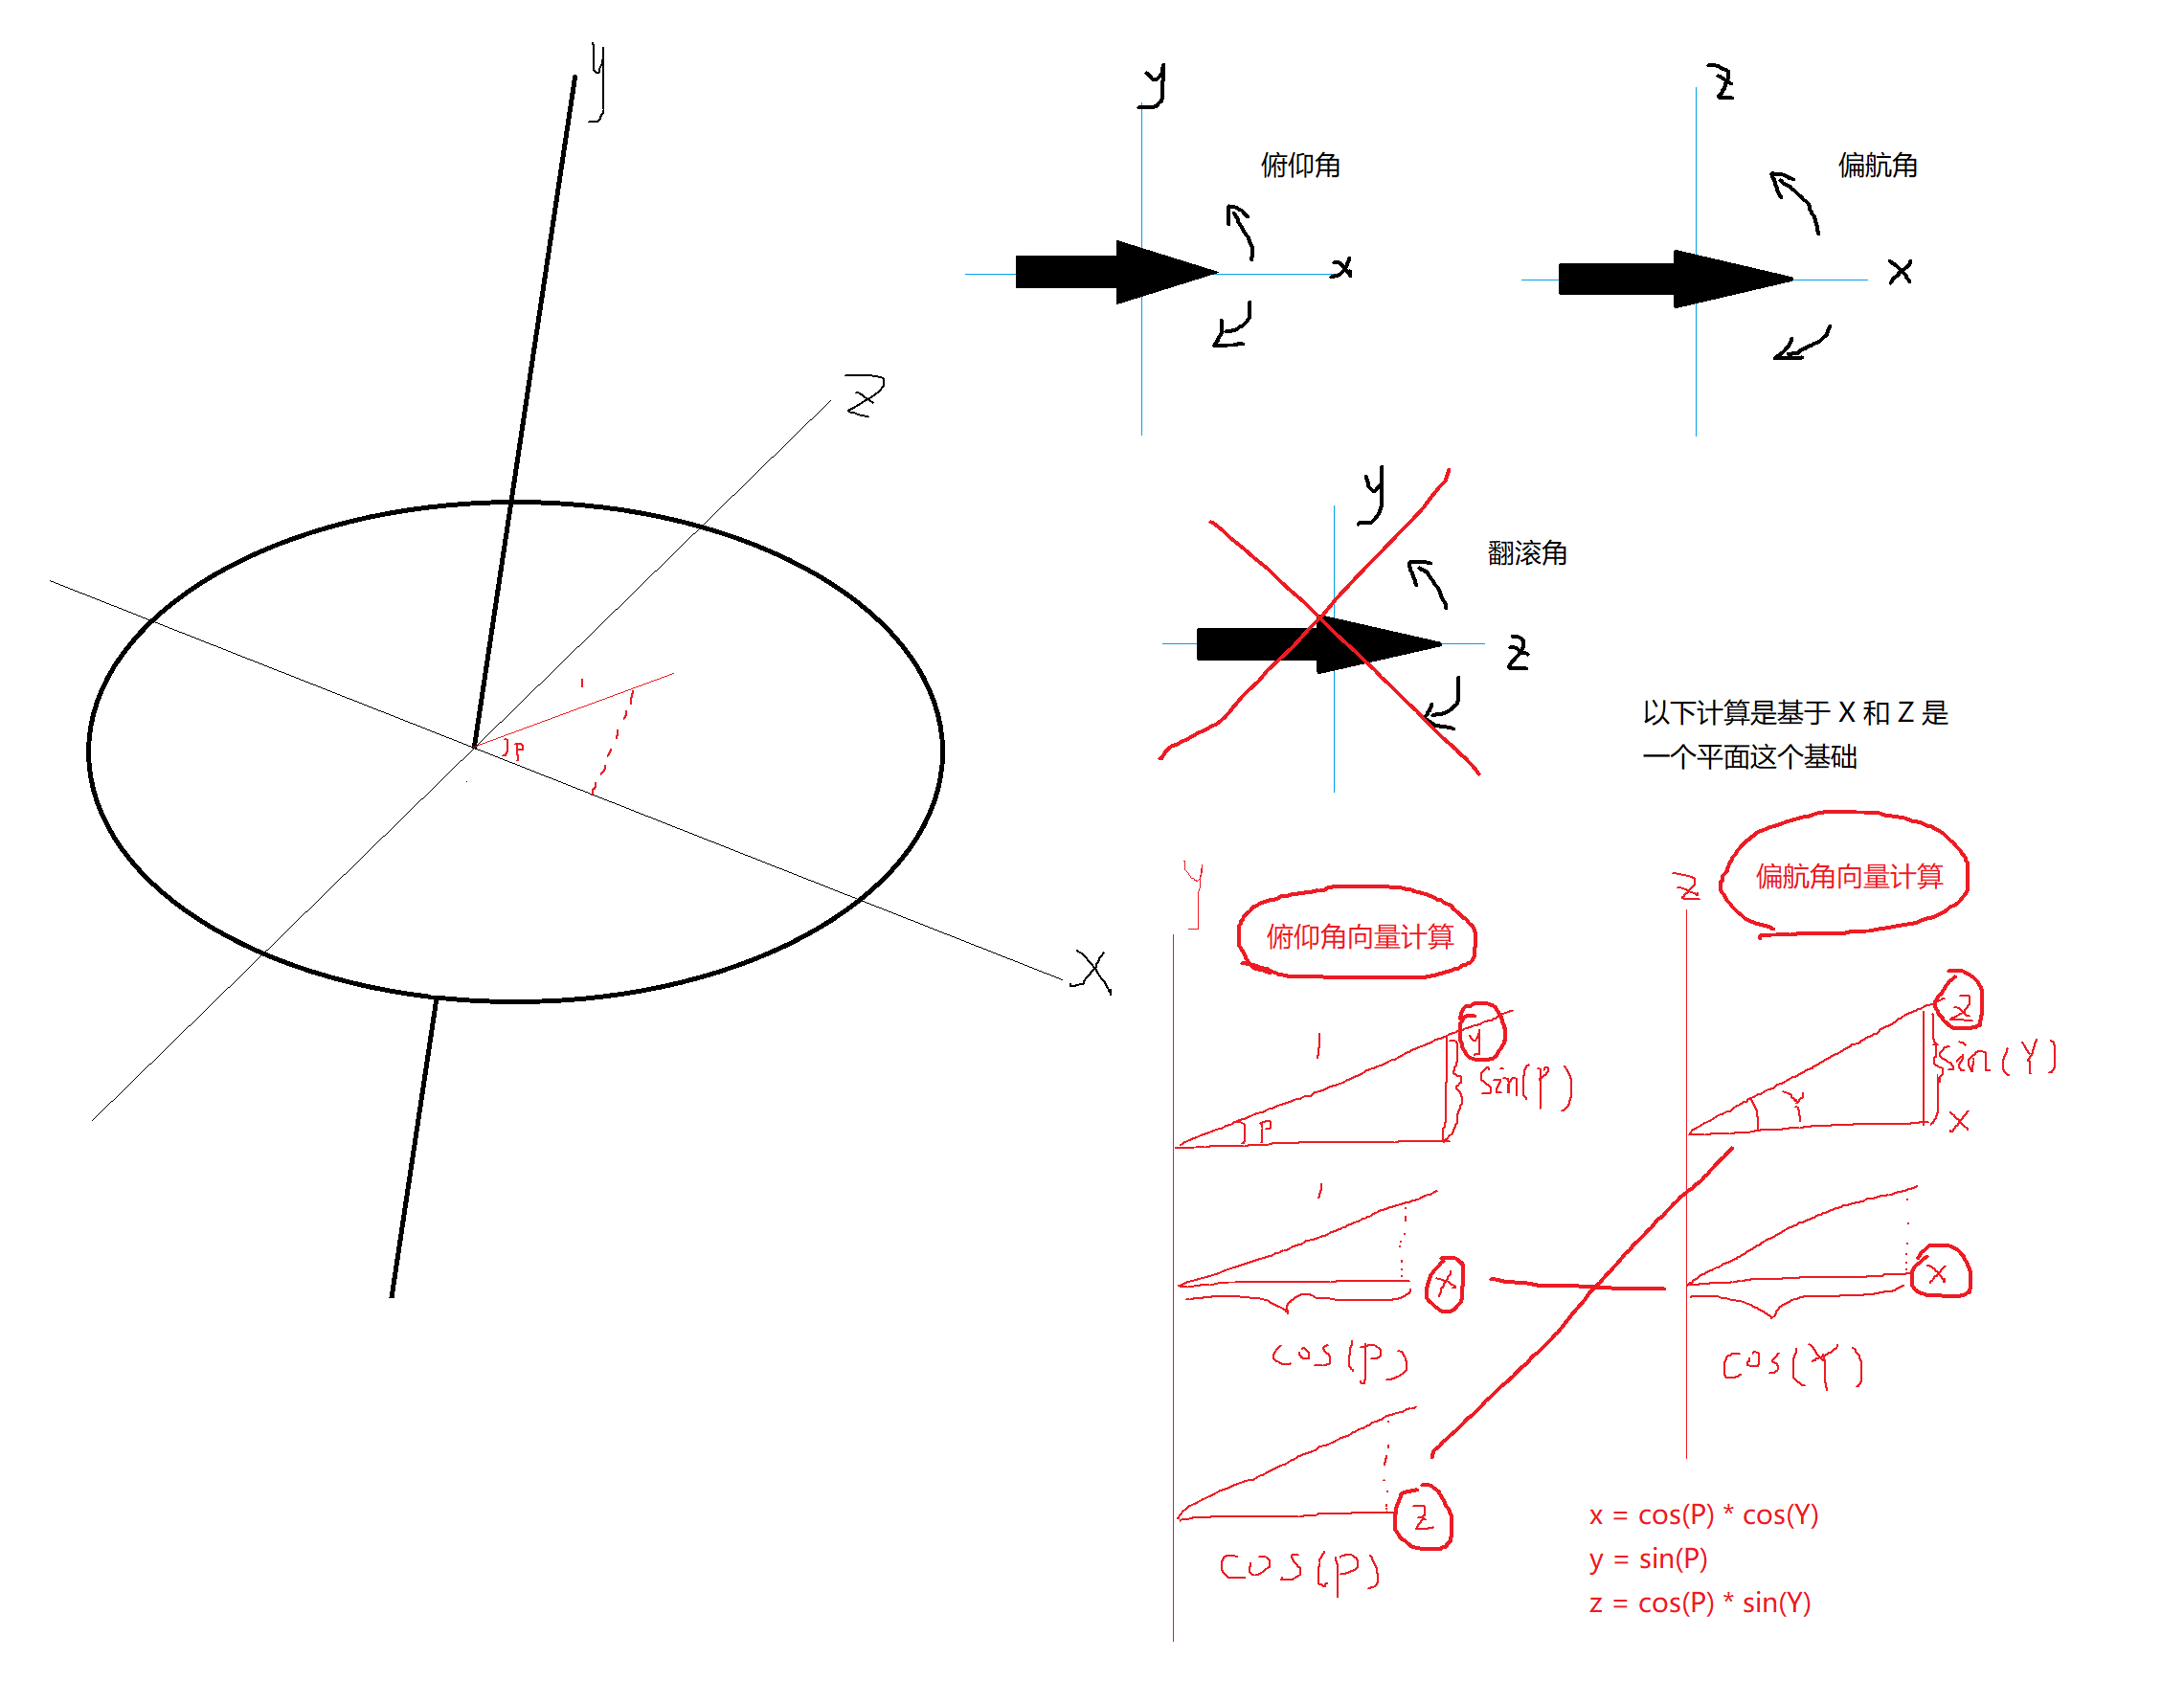 y
z
x
1
P
y
俯仰角
x
z
偏航角
x
y
翻滚角
z
以下计算是基于 X 和 Z 是
一个平面这个基础
y
俯仰角向量计算
z
偏航角向量计算
1
y
sin(P)
P
z
sin(Y)
Y
x
1
x
cos(P)
x
cos(Y)
z
cos(P)
x = cos(P) * cos(Y)
y = sin(P)
z = cos(P) * sin(Y)